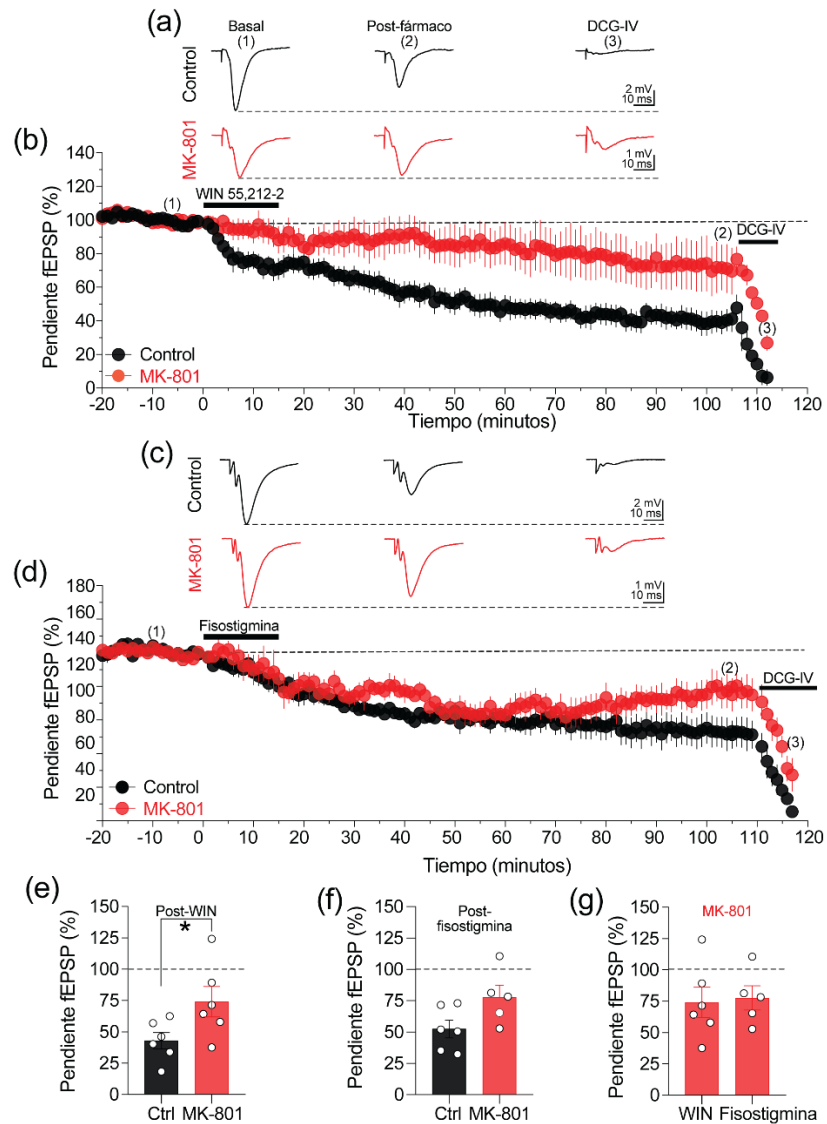 (a)
Basal
(1)
Post-fármaco
(2)
DCG-IV
(3)
Control
2 mV
10 ms
MK-801
1 mV
10 ms
(b)
Pendiente fEPSP (%)
140
120
100
80
60
40
20
0
(1)
WIN 55,212-2
(2)
DCG-IV
(3)
Control
MK-801
-20 -10 0 10 20 30 40 50 60 70 80 90 100 110 120
Tiempo (minutos)
(c)
Control
2 mV
10 ms
MK-801
1 mV
10 ms
(d)
Pendiente fEPSP (%)
180
160
130
120
100
80
60
40
20
(1)
Fisostigmina
(2)
DCG-IV
(3)
Control
MK-801
-20 -10 0 10 20 30 40 50 60 70 80 90 100 110 120
Tiempo (minutos)
(e)
Pendiente fEPSP (%)
150
125
100
75
50
25
0
Post-WIN
*
Ctrl MK-801
(f)
Pendiente fEPSP (%)
150
125
100
75
50
25
0
Post-
fisostigmina
Ctrl MK-801
(g)
Pendiente fEPSP (%)
150
125
100
75
50
25
0
MK-801
WIN Fisostigmina